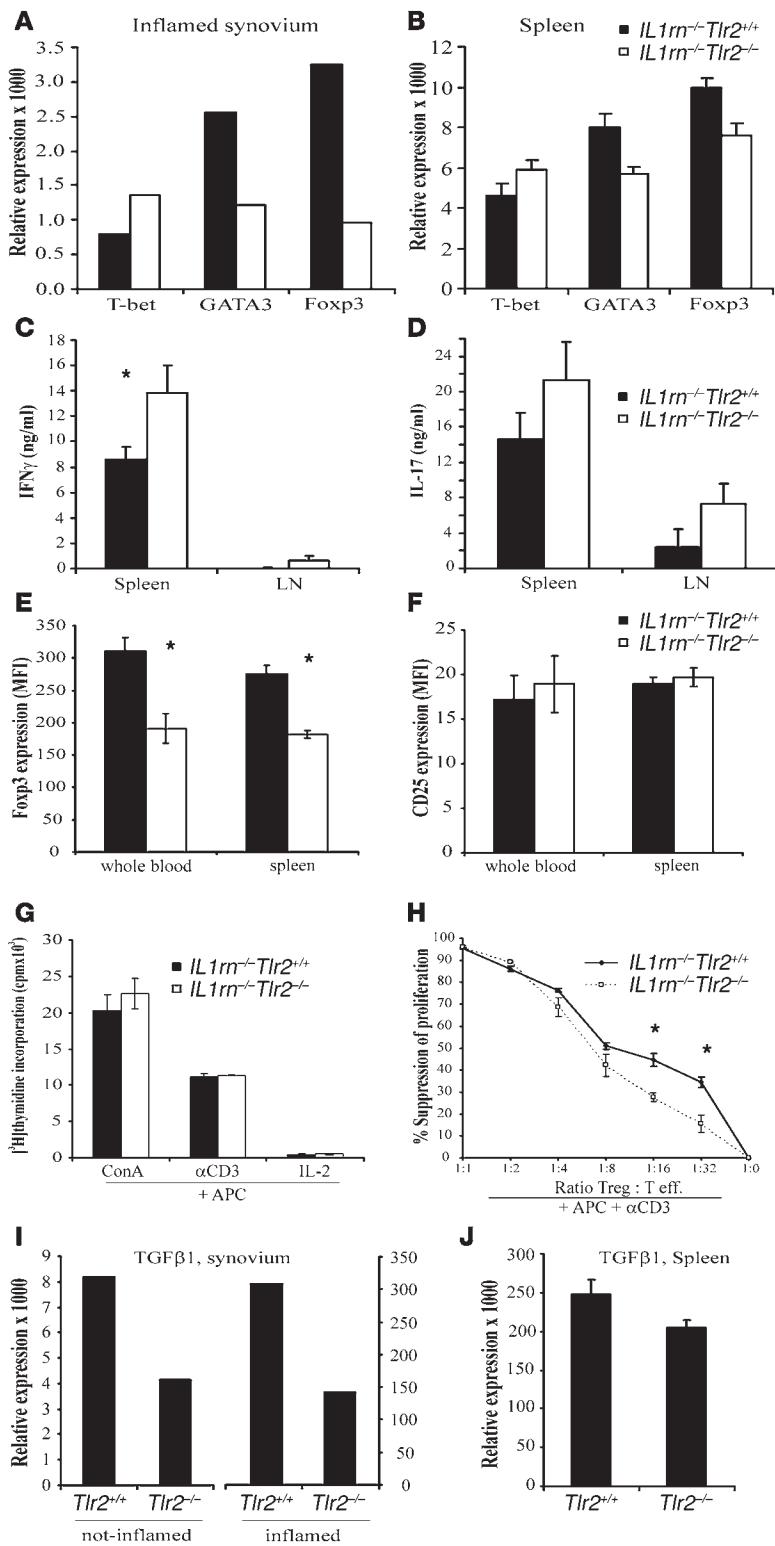 A
Inflamed synovium
Relative expression x 1000
3.5
3.0
2.5
2.0
1.5
1.0
0.5
0.0
T-bet GATA3 Foxp3
B
Spleen
IL1rn–/–Tlr2+/+
IL1rn–/–Tlr2–/–
Relative expression x 1000
12
10
8
6
4
2
0
T-bet GATA3 Foxp3
C
IFNγ (ng/ml)
18
16
14
12
10
8
6
4
2
0
*
Spleen LN
D
IL1rn–/–Tlr2+/+
IL1rn–/–Tlr2–/–
IL-17 (ng/ml)
24
20
16
12
8
4
0
Spleen LN
E
Foxp3 expression (MFI)
350
300
250
200
150
100
50
0
* *
whole blood spleen
F
IL1rn–/–Tlr2+/+
IL1rn–/–Tlr2–/–
CD25 expression (MFI)
25
20
15
10
5
0
whole blood spleen
G
IL1rn–/–Tlr2+/+
IL1rn–/–Tlr2–/–
[³H]thymidine incorporation (cpmx10³)
30
25
20
15
10
5
0
ConA αCD3 IL-2
+ APC
H
IL1rn–/–Tlr2+/+
IL1rn–/–Tlr2–/–
% Suppression of proliferation
100
90
80
70
60
50
40
30
20
10
0
* *
1:1 1:2 1:4 1:8 1:16 1:32 1:0
Ratio Treg : T eff.
+ APC + αCD3
I
TGFβ1, synovium
Relative expression x 1000
9
8
7
6
5
4
3
2
1
0
350
300
250
200
150
100
50
0
Tlr2+/+ Tlr2–/– Tlr2+/+ Tlr2–/–
not-inflamed inflamed
J
TGFβ1, Spleen
Relative expression x 1000
300
250
200
150
100
50
0
Tlr2+/+ Tlr2–/–